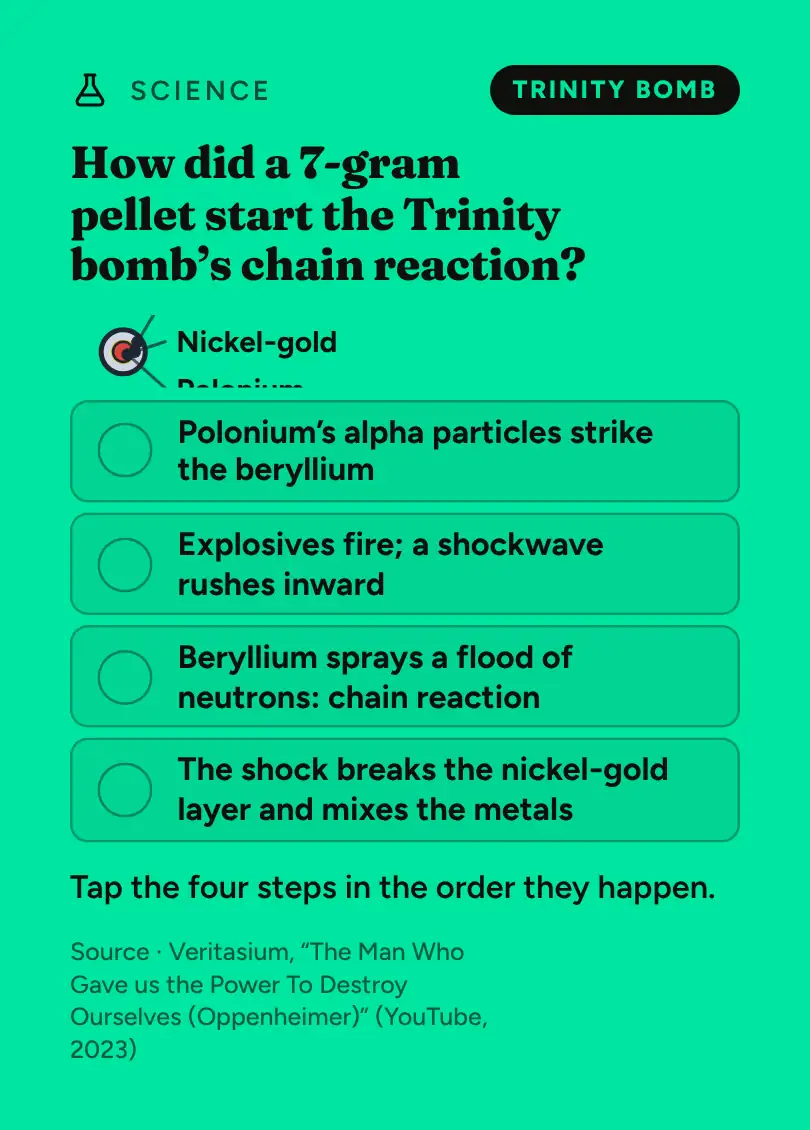 SCIENCE
TRINITY BOMB
How did a 7-gram
pellet start the Trinity
bomb’s chain reaction?
Nickel-gold
Polonium
Polonium’s alpha particles strike
the beryllium
Explosives fire; a shockwave
rushes inward
Beryllium sprays a flood of
neutrons: chain reaction
The shock breaks the nickel-gold
layer and mixes the metals
Tap the four steps in the order they happen.
Source · Veritasium, “The Man Who
Gave us the Power To Destroy
Ourselves (Oppenheimer)” (YouTube,
2023)